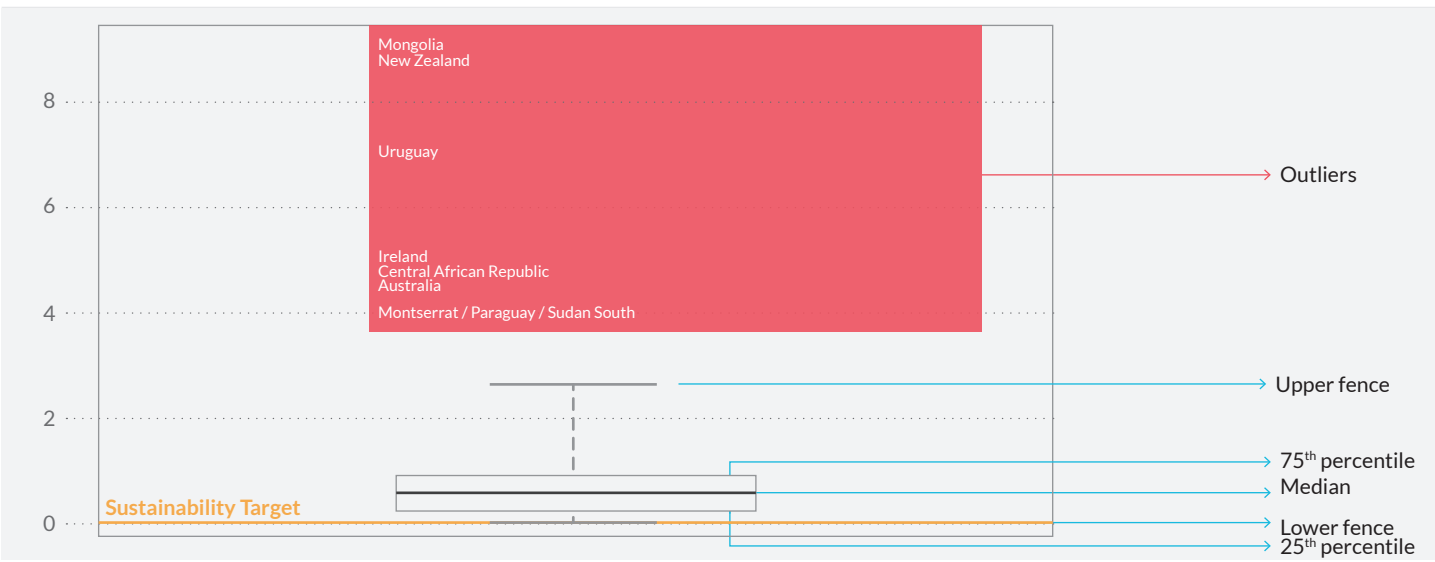 Mongolia
New Zealand
8
Uruguay
Outliers
6
Ireland
Central African Republic
Australia
4
Montserrat / Paraguay / Sudan South
Upper fence
2
75th percentile
Median
Sustainability Target
0
Lower fence
25th percentile